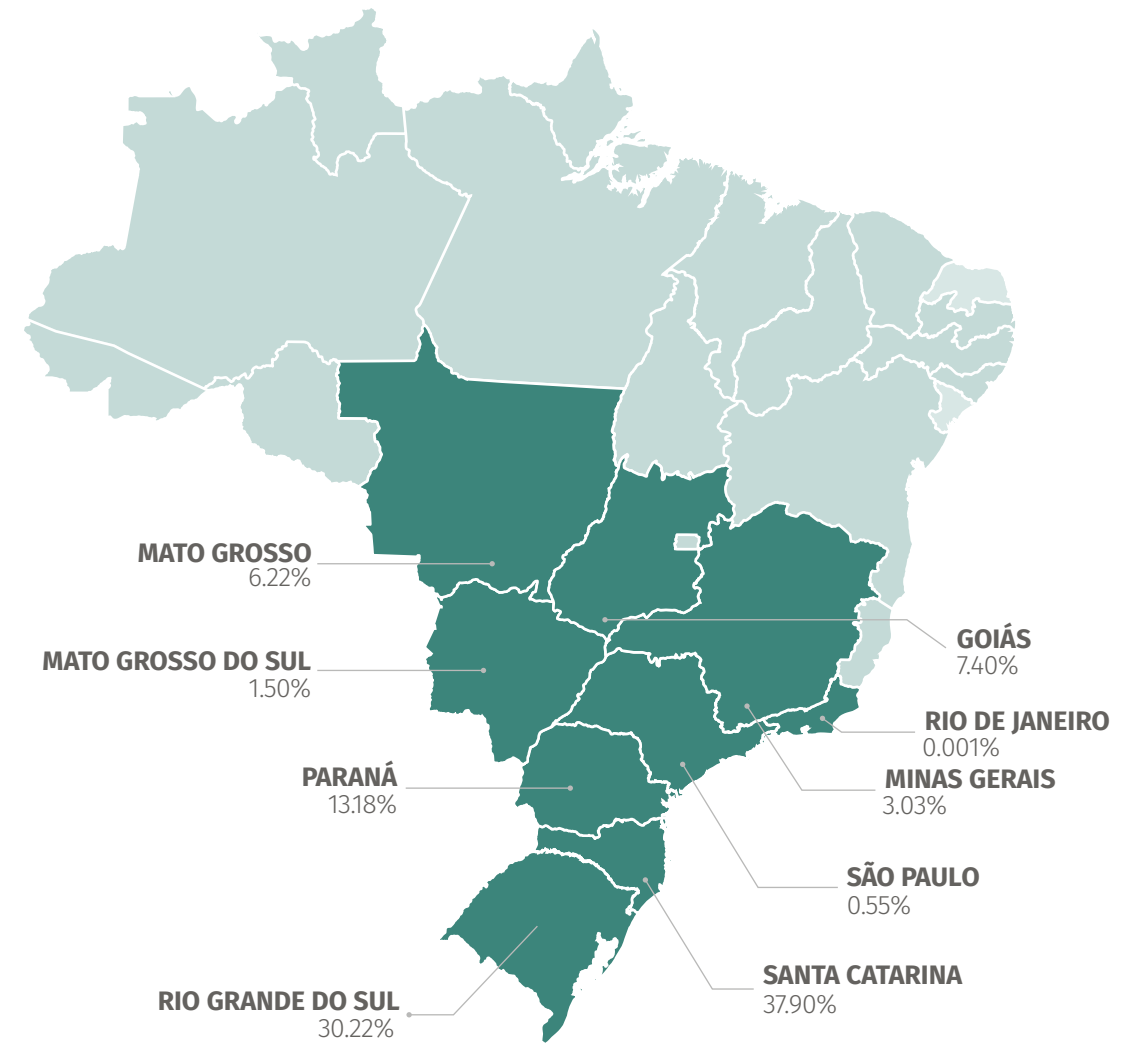 MATO GROSSO
6.22%
MATO GROSSO DO SUL
1.50%
PARANÁ
13.18%
RIO GRANDE DO SUL
30.22%
GOIÁS
7.40%
RIO DE JANEIRO
0.001%
MINAS GERAIS
3.03%
SÃO PAULO
0.55%
SANTA CATARINA
37.90%